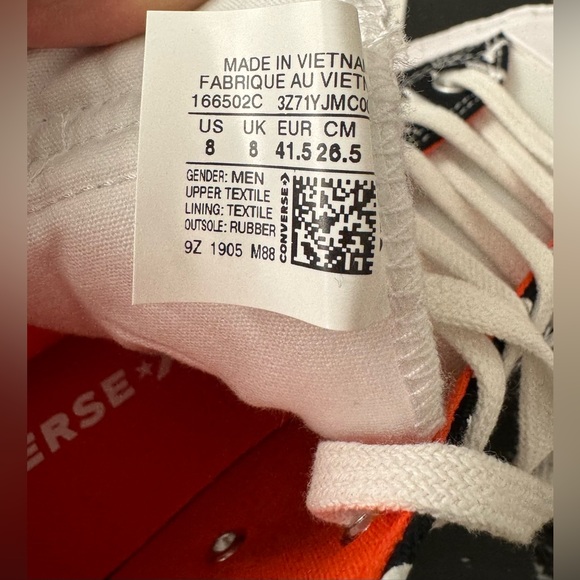 MADE IN VIETNA
FABRIQUE AU VIETN
166502C 3Z71YJMC0
US UK EUR CM
8 8 41.5 26.5
GENDER: MEN
UPPER TEXTILE
LINING: TEXTILE
OUTSOLE: RUBBER
9Z 1905 M88
CONVERSE
ERSE